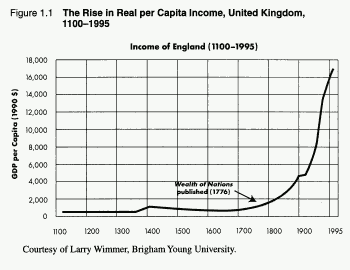 Figure 1.1 The Rise in Real per Capita Income, United Kingdom,
1100–1995
Income of England (1100–1995)
18,000
16,000
14,000
12,000
10,000
8,000
6,000
4,000
2,000
0
GDP per Capita (1990 $)
Wealth of Nations
published (1776)
1100 1200 1300 1400 1500 1600 1700 1800 1900 1995
Courtesy of Larry Wimmer, Brigham Young University.